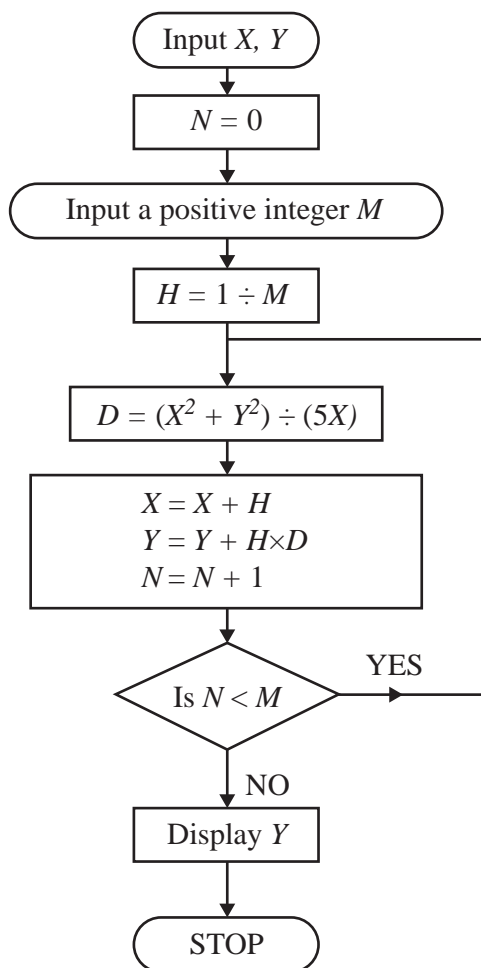 Input X, Y
N = 0
Input a positive integer M
H = 1 ÷ M
D = (X² + Y²) ÷ (5X)
X = X + H
Y = Y + H×D
N = N + 1
Is N < M
YES
NO
Display Y
STOP